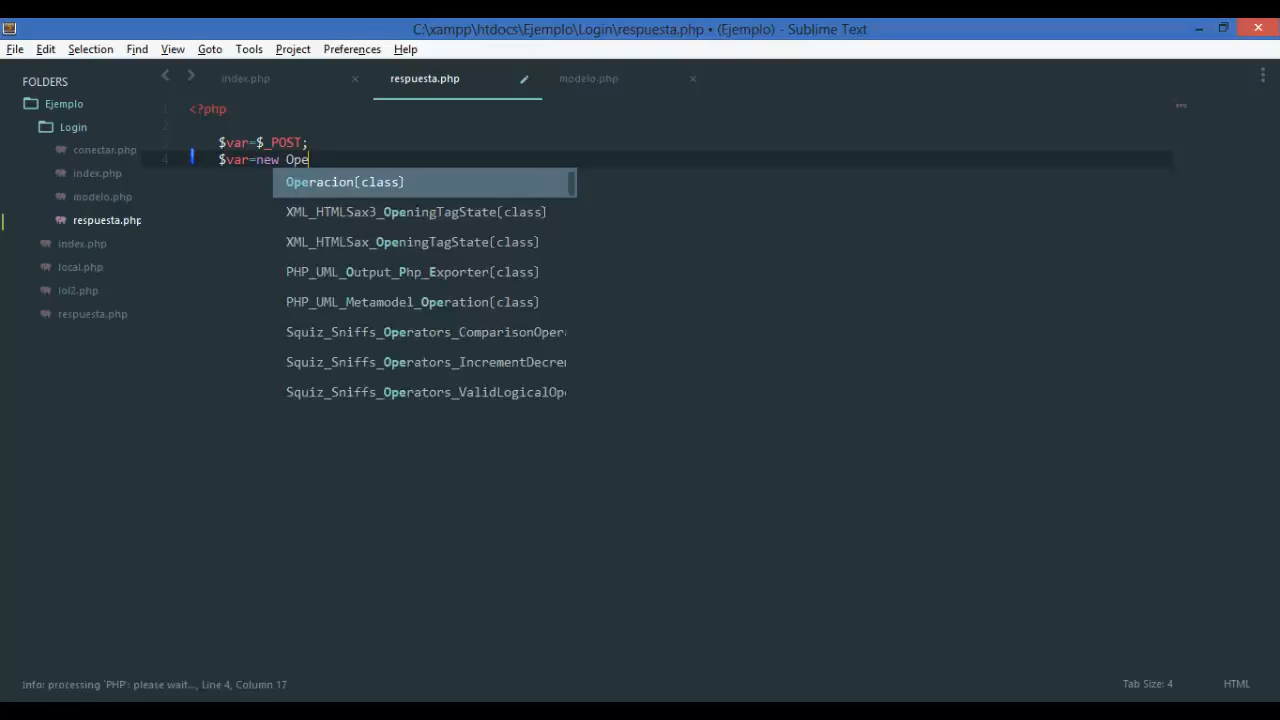 C:\xampp\htdocs\Ejemplo\Login\respuesta.php • (Ejemplo) - Sublime Text
File Edit Selection Find View Goto Tools Project Preferences Help
FOLDERS
Ejemplo
Login
conectar.php
index.php
modelo.php
respuesta.php
index.php
local.php
lol2.php
respuesta.php
index.php × respuesta.php modelo.php ×
1 <?php
2
3 $var=$_POST;
4 $var=new Ope
Operacion[class]
XML_HTMLSax3_OpeningTagState[class]
XML_HTMLSax_OpeningTagState[class]
PHP_UML_Output_Php_Exporter[class]
PHP_UML_Metamodel_Operation[class]
Squiz_Sniffs_Operators_ComparisonOper
Squiz_Sniffs_Operators_IncrementDecre
Squiz_Sniffs_Operators_ValidLogicalOp
Info: processing `PHP`: please wait..., Line 4, Column 17 Tab Size: 4 HTML